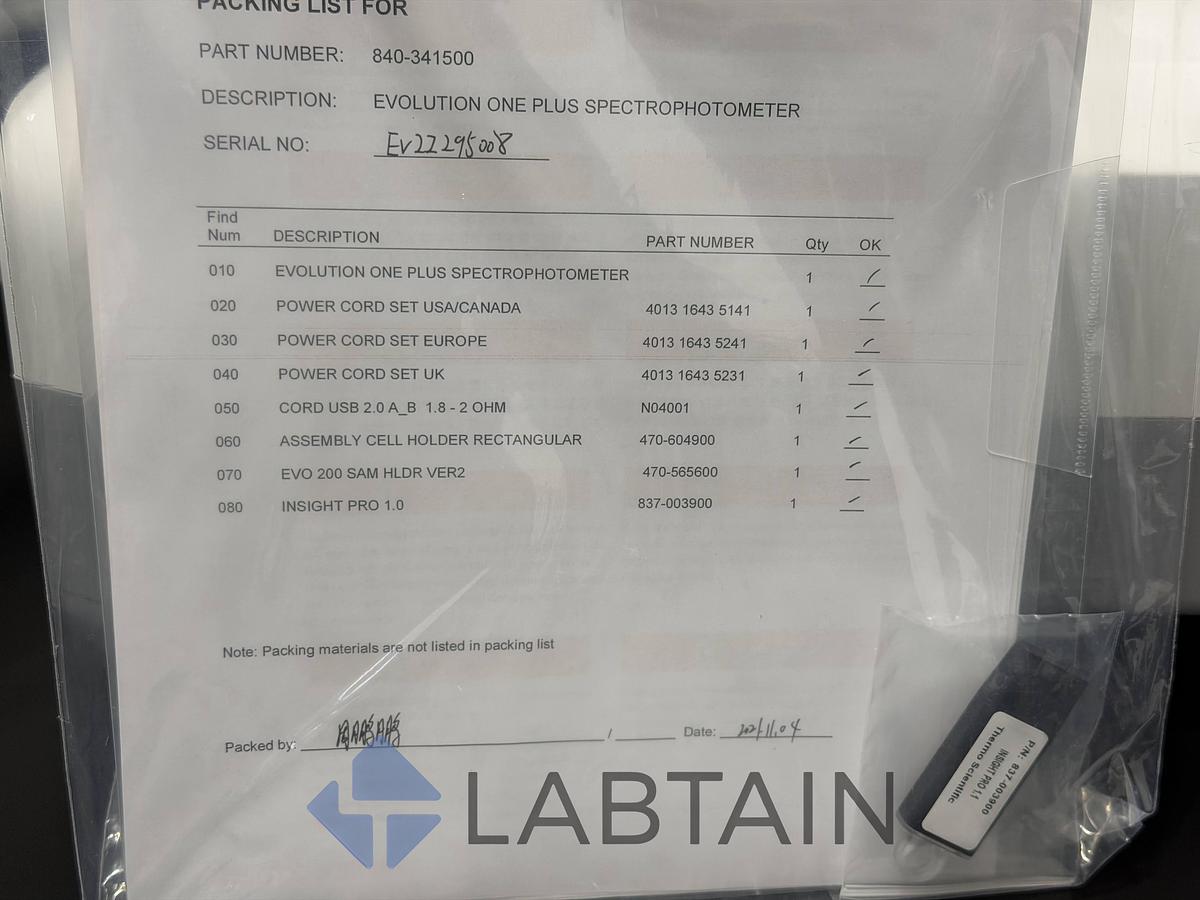 PACKING LIST FOR
PART NUMBER: 840-341500
DESCRIPTION: EVOLUTION ONE PLUS SPECTROPHOTOMETER
SERIAL NO: Ev22295008
Find Num DESCRIPTION PART NUMBER Qty OK
010 EVOLUTION ONE PLUS SPECTROPHOTOMETER 1
020 POWER CORD SET USA/CANADA 4013 1643 5141 1
030 POWER CORD SET EUROPE 4013 1643 5241 1
040 POWER CORD SET UK 4013 1643 5231 1
050 CORD USB 2.0 A_B 1.8 - 2 OHM N04001 1
060 ASSEMBLY CELL HOLDER RECTANGULAR 470-604900 1
070 EVO 200 SAM HLDR VER2 470-565600 1
080 INSIGHT PRO 1.0 837-003900 1
Note: Packing materials are not listed in packing list
Packed by: / Date: 2021.11.04
P/N: 837-003900
INSIGHT PRO 1.1
Thermo Scientific
LABTAIN